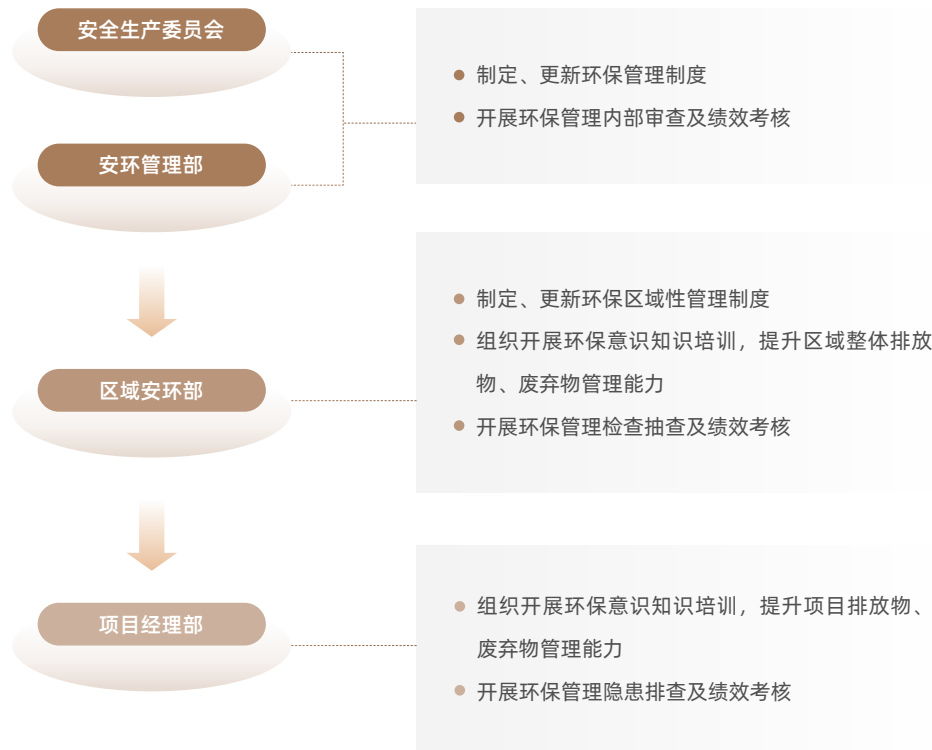 安全生产委员会
安环管理部
制定、更新环保管理制度
开展环保管理内部审查及绩效考核
区域安环部
制定、更新环保区域性管理制度
组织开展环保意识知识培训，提升区域整体排放
物、废弃物管理能力
开展环保管理检查抽查及绩效考核
项目经理部
组织开展环保意识知识培训，提升项目排放物、
废弃物管理能力
开展环保管理隐患排查及绩效考核